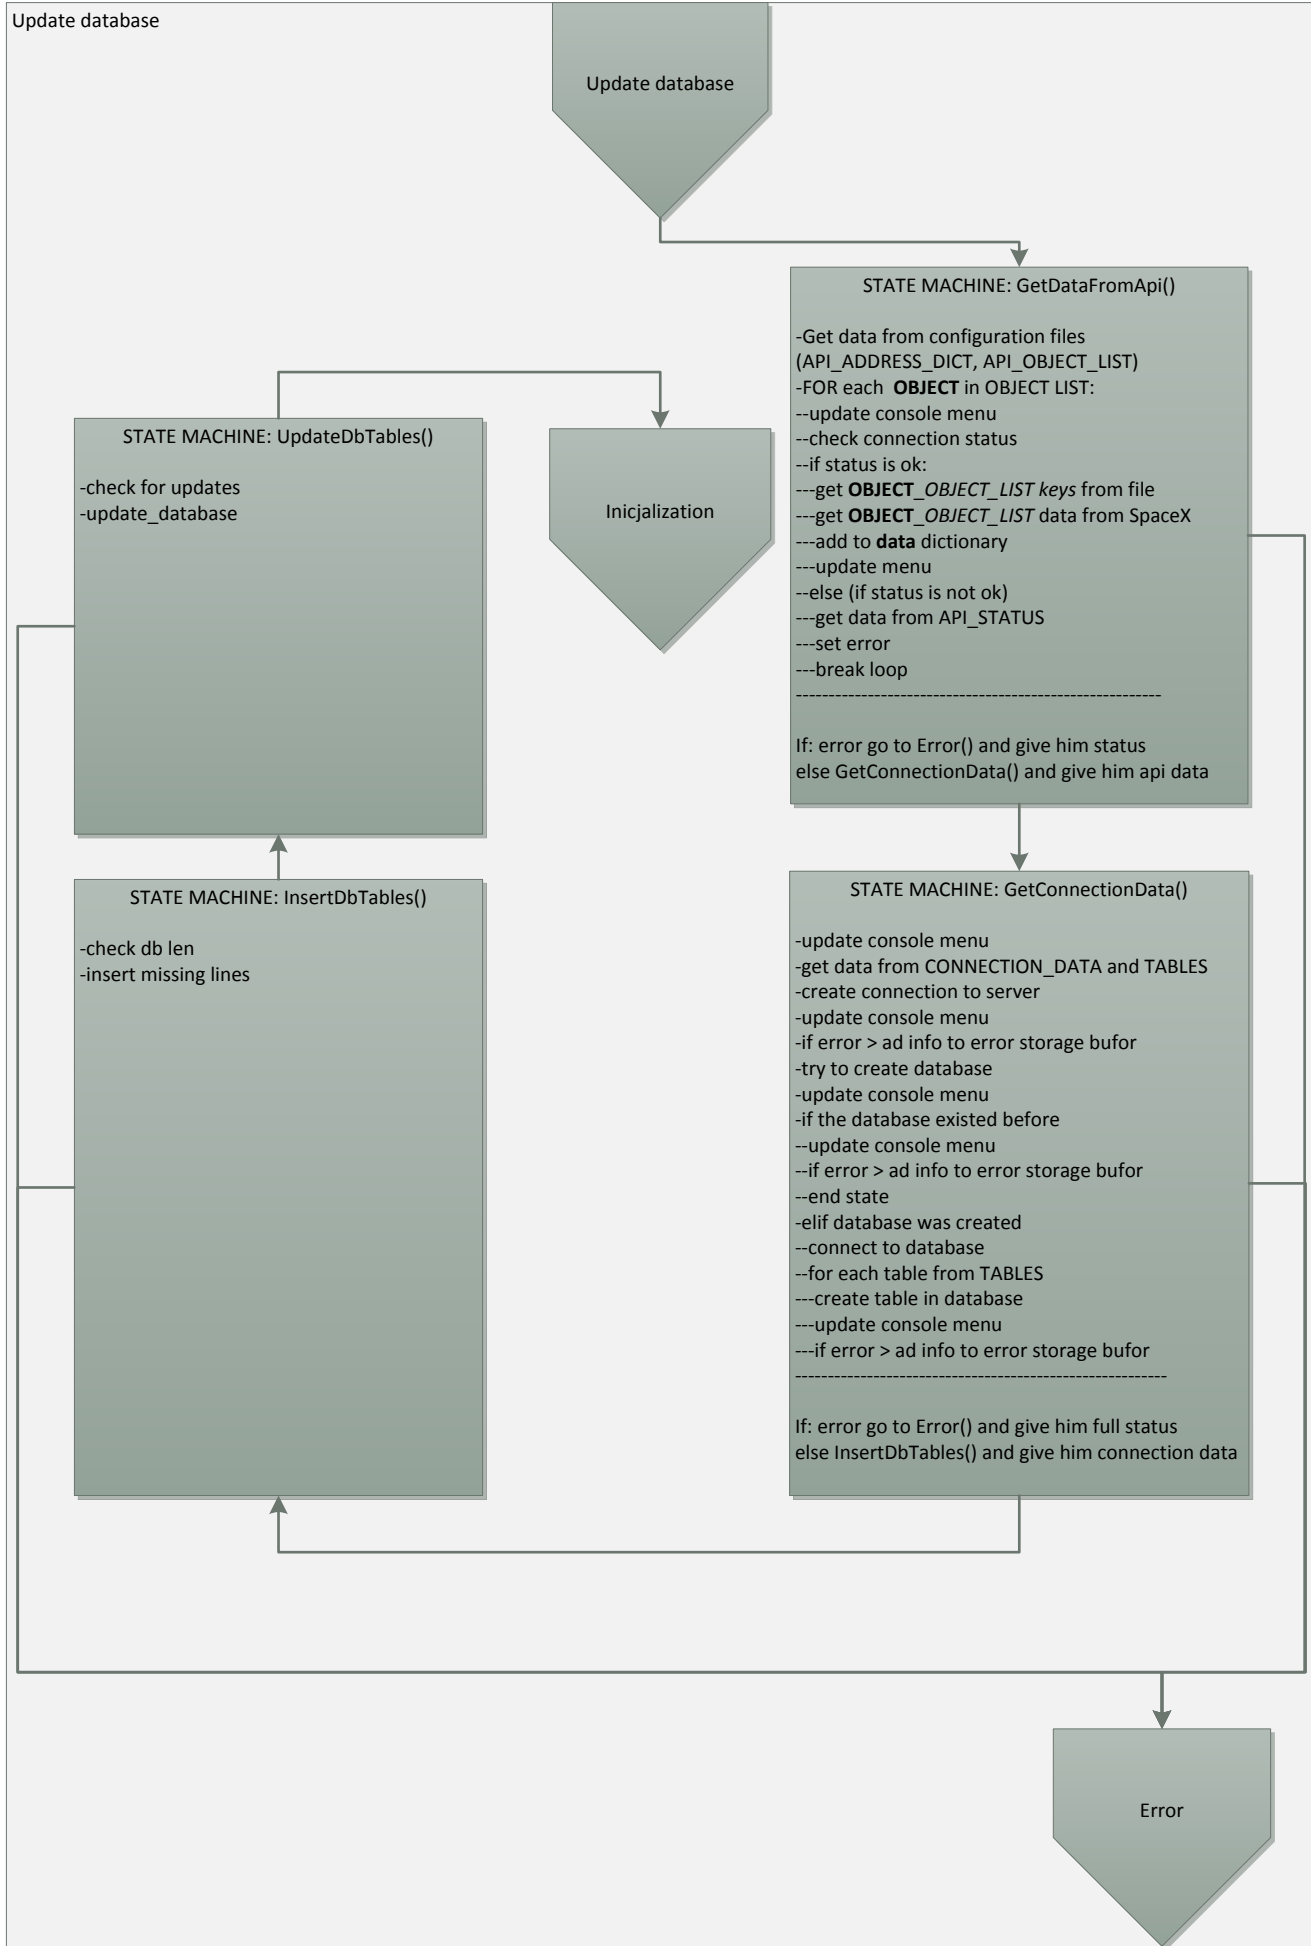 Update database
Update database
STATE MACHINE: GetDataFromApi()
-Get data from configuration files
(API_ADDRESS_DICT, API_OBJECT_LIST)
-FOR each  OBJECT in OBJECT LIST:
--update console menu
--check connection status
--if status is ok:
---get OBJECT_OBJECT_LIST keys from file
---get OBJECT_OBJECT_LIST data from SpaceX
---add to data dictionary
---update menu
--else (if status is not ok)
---get data from API_STATUS
---set error
---break loop
--------------------------------------------------------
If: error go to Error() and give him status
else GetConnectionData() and give him api data
STATE MACHINE: UpdateDbTables()
-check for updates
-update_database
Inicjalization
STATE MACHINE: InsertDbTables()
-check db len
-insert missing lines
STATE MACHINE: GetConnectionData()
-update console menu
-get data from CONNECTION_DATA and TABLES
-create connection to server
-update console menu
-if error > ad info to error storage bufor
-try to create database
-update console menu
-if the database existed before
--update console menu
--if error > ad info to error storage bufor
--end state
-elif database was created
--connect to database
--for each table from TABLES
---create table in database
---update console menu
---if error > ad info to error storage bufor
---------------------------------------------------------
If: error go to Error() and give him full status
else InsertDbTables() and give him connection data
Error